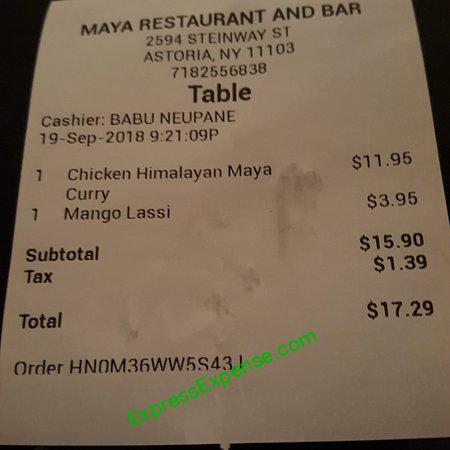 MAYA RESTAURANT AND BAR
2594 STEINWAY ST
ASTORIA, NY 11103
7182556838
Table
Cashier: BABU NEUPANE
19-Sep-2018 9:21:09P
1 Chicken Himalayan Maya $11.95
Curry
1 Mango Lassi $3.95
Subtotal $15.90
Tax $1.39
Total $17.29
Order HN0M36WW5S43
ExpressExpense.com